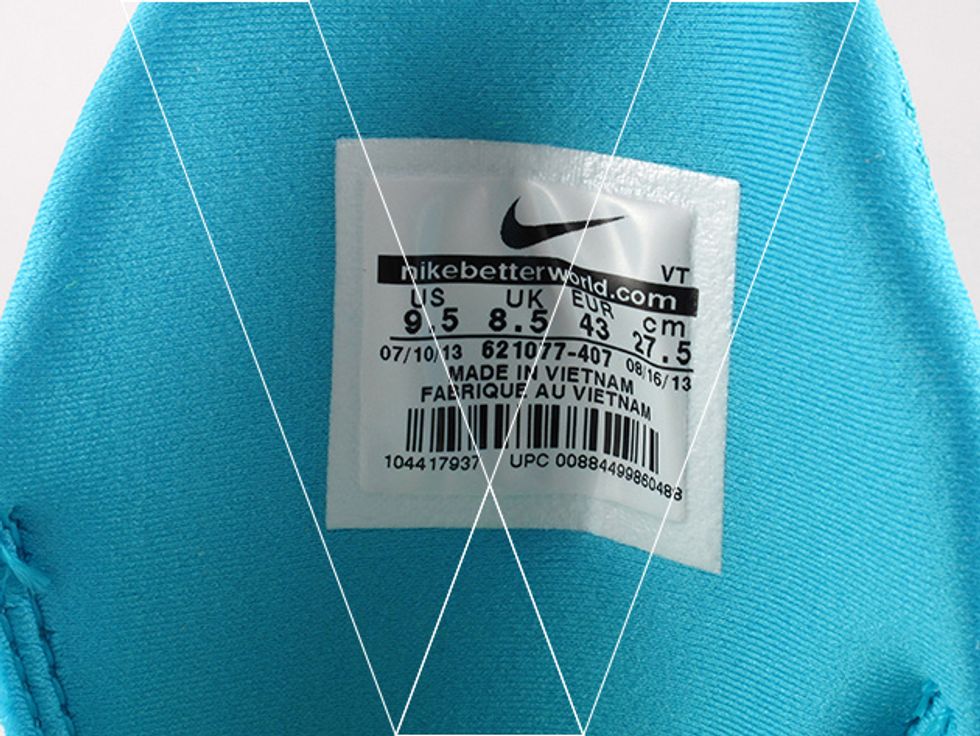 VT
nikebetterworld.com
US UK EUR cm
9.5 8.5 43 27.5
07/10/13 621077-407 08/16/13
MADE IN VIETNAM
FABRIQUE AU VIETNAM
104417937 UPC 00884499860488